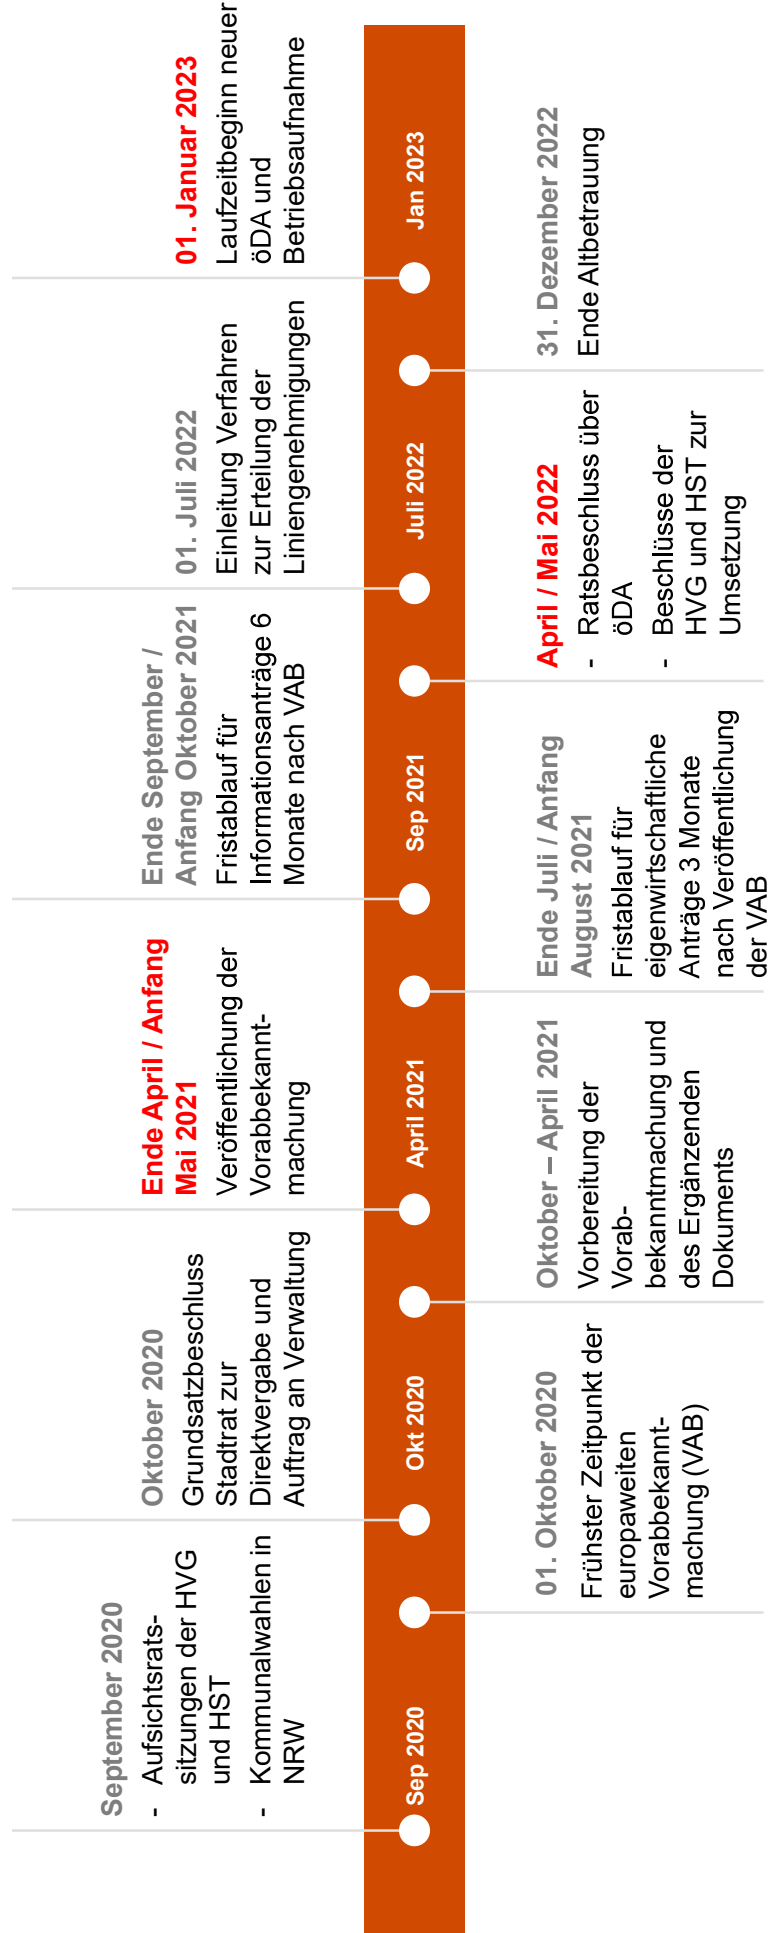 September 2020
- Aufsichtsrats-
sitzungen der HVG
und HST
- Kommunalwahlen in
NRW
Oktober 2020
Grundsatzbeschluss
Stadtrat zur
Direktvergabe und
Auftrag an Verwaltung
Ende April / Anfang
Mai 2021
Veröffentlichung der
Vorabbekannt-
machung
Ende September /
Anfang Oktober 2021
Fristablauf für
Informationsanträge 6
Monate nach VAB
01. Juli 2022
Einleitung Verfahren
zur Erteilung der
Liniengenehmigungen
01. Januar 2023
Laufzeitbeginn neuer
öDA und
Betriebsaufnahme
Sep 2020
Okt 2020
April 2021
Sep 2021
Juli 2022
Jan 2023
01. Oktober 2020
Frühster Zeitpunkt der
europaweiten
Vorabbekannt-
machung (VAB)
Oktober – April 2021
Vorbereitung der
Vorab-
bekanntmachung und
des Ergänzenden
Dokuments
Ende Juli / Anfang
August 2021
Fristablauf für
eigenwirtschaftliche
Anträge 3 Monate
nach Veröffentlichung
der VAB
April / Mai 2022
- Ratsbeschluss über
öDA
- Beschlüsse der
HVG und HST zur
Umsetzung
31. Dezember 2022
Ende Altbetrauung